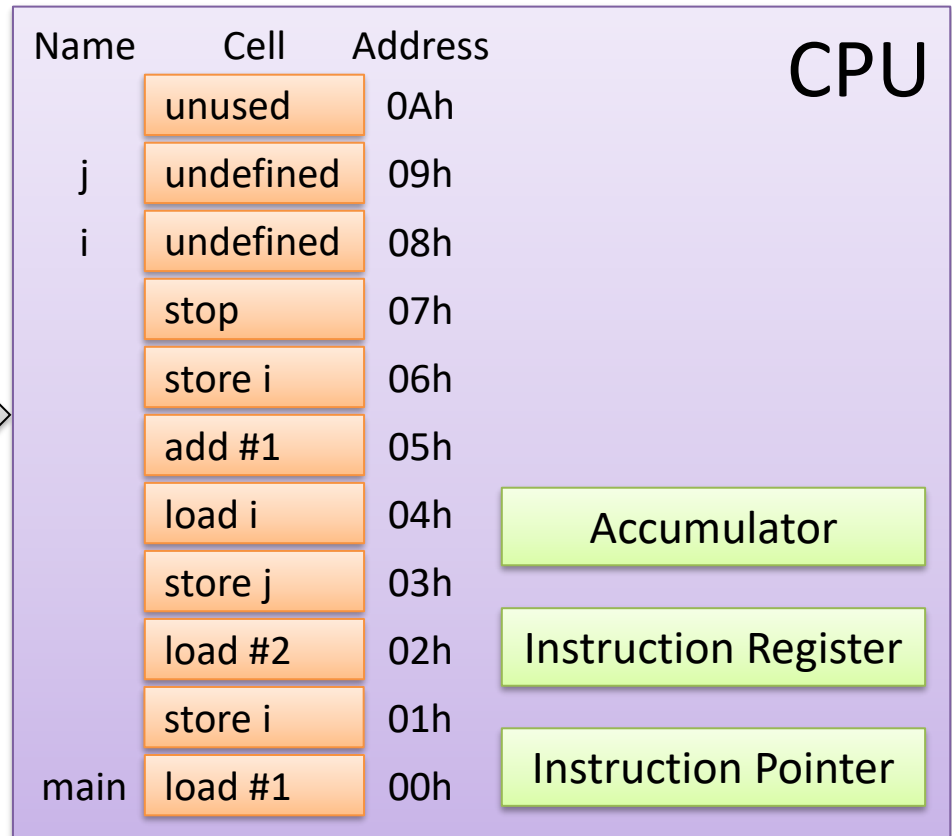 Name Cell Address CPU
unused 0Ah
j undefined 09h
i undefined 08h
stop 07h
store i 06h
add #1 05h
load i 04h Accumulator
store j 03h
load #2 02h Instruction Register
store i 01h
main load #1 00h Instruction Pointer